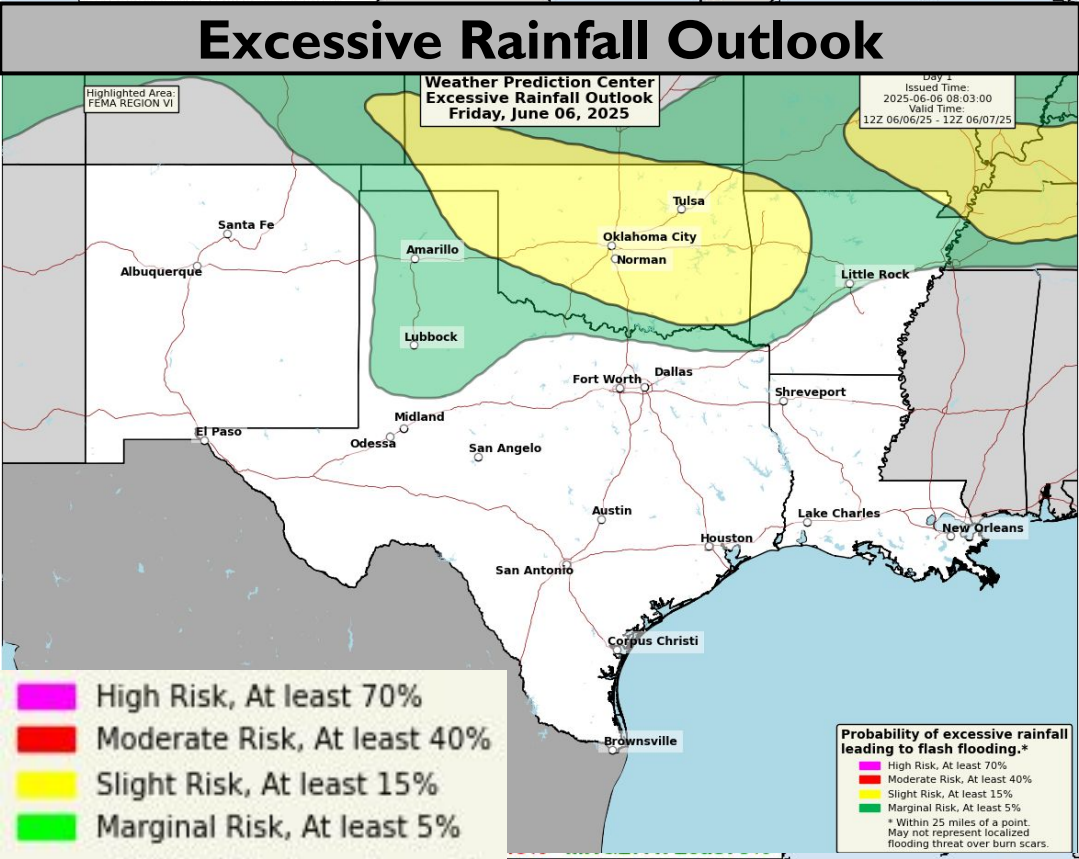 Excessive Rainfall Outlook
Highlighted Area:
FEMA REGION VI
Weather Prediction Center
Excessive Rainfall Outlook
Friday, June 06, 2025
Day 1
Issued Time:
2025-06-06 08:03:00
Valid Time:
12Z 06/06/25 - 12Z 06/07/25
Tulsa
Santa Fe
Oklahoma City
Amarillo
Norman
Albuquerque
Little Rock
Lubbock
Dallas
Fort Worth
Shreveport
Midland
El Paso
Odessa
San Angelo
Austin
Lake Charles
New Orleans
Houston
San Antonio
Corpus Christi
Brownsville
High Risk, At least 70%
Moderate Risk, At least 40%
Slight Risk, At least 15%
Marginal Risk, At least 5%
Probability of excessive rainfall
leading to flash flooding.*
High Risk, At least 70%
Moderate Risk, At least 40%
Slight Risk, At least 15%
Marginal Risk, At least 5%
* Within 25 miles of a point.
May not represent localized
flooding threat over burn scars.